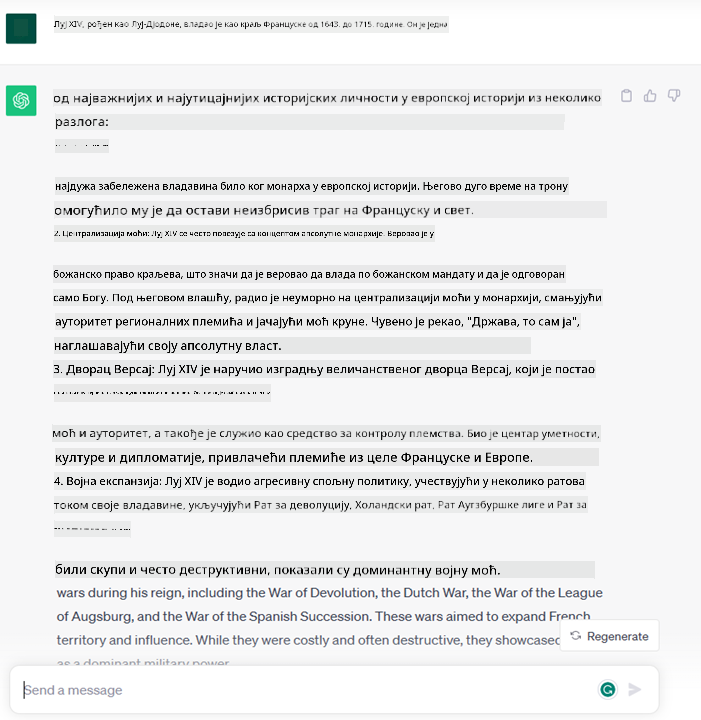 Луј XIV, рођен као Луј-Дјодоне, владао је као краљ Француске од 1643. до 1715. године. Он је једна
од најважнијих и најутицајнијих историјских личности у европској историји из неколико
разлога:
најдужа забележена владавина било ког монарха у европској историји. Његово дуго време на трону
омогућило му је да остави неизбрисив траг на Француску и свет.
2. Централизација моћи: Луј XIV се често повезује са концептом апсолутне монархије. Веровао је у
божанско право краљева, што значи да је веровао да влада по божанском мандату и да је одговоран
само Богу. Под његовом влашћу, радио је неуморно на централизацији моћи у монархији, смањујући
ауторитет регионалних племића и јачајући моћ круне. Чувено је рекао, "Држава, то сам ја",
наглашавајући своју апсолутну власт.
3. Дворац Версај: Луј XIV је наручио изградњу величанственог дворца Версај, који је постао
моћ и ауторитет, а такође је служио као средство за контролу племства. Био је центар уметности,
културе и дипломатије, привлачећи племиће из целе Француске и Европе.
4. Војна експанзија: Луј XIV је водио агресивну спољну политику, учествујући у неколико ратова
током своје владавине, укључујући Рат за деволуцију, Холандски рат, Рат Аугзбуршке лиге и Рат за
били скупи и често деструктивни, показали су доминантну војну моћ.
wars during his reign, including the War of Devolution, the Dutch War, the War of the League
of Augsburg, and the War of the Spanish Succession. These wars aimed to expand French
territory and influence. While they were costly and often destructive, they showcased
Regenerate
as a dominant military power.
Send a message